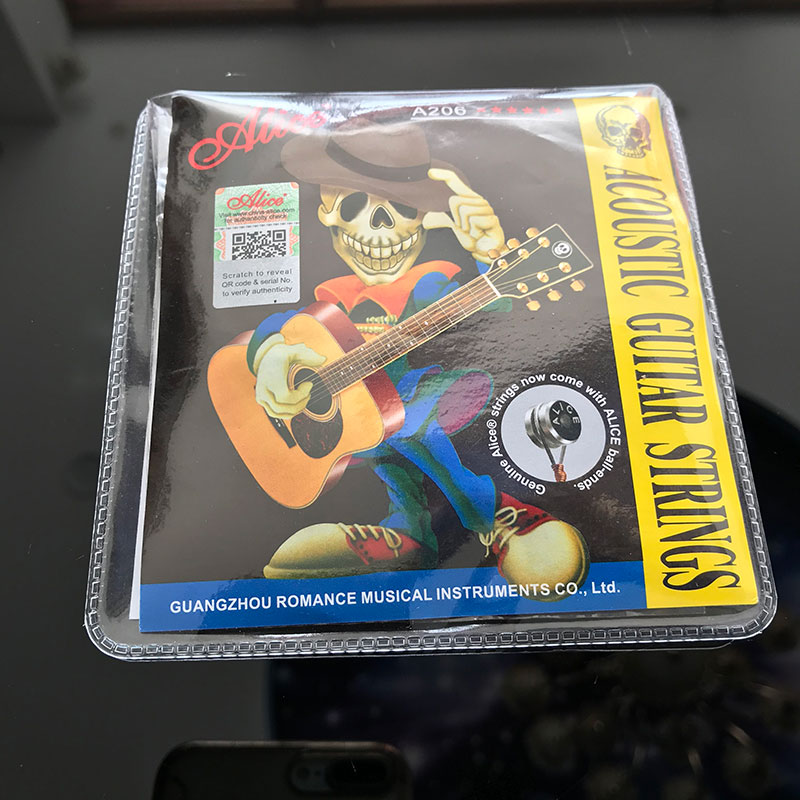 Alice
A206
Alice®
Visit www.china-alice.com
for authenticity check
Scratch to reveal
QR code & serial No.
to verify authenticity
ACOUSTIC GUITAR STRINGS
Genuine Alice® strings now come with ALICE ball-ends.
ALICE
GUANGZHOU ROMANCE MUSICAL INSTRUMENTS CO., Ltd.